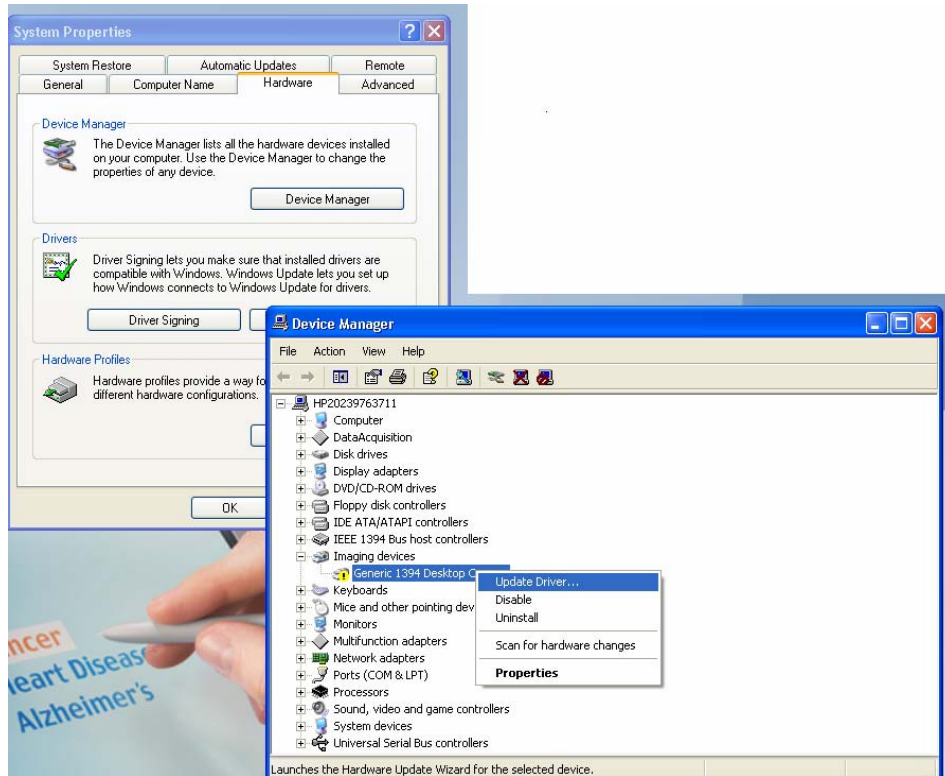 System Properties
System Restore
Automatic Updates
Remote
General
Computer Name
Hardware
Advanced
Device Manager
The Device Manager lists all the hardware devices installed
on your computer. Use the Device Manager to change the
properties of any device.
Device Manager
Drivers
Driver Signing lets you make sure that installed drivers are
compatible with Windows. Windows Update lets you set up
how Windows connects to Windows Update for drivers.
Driver Signing
Hardware Profiles
Hardware profiles provide a way fo
different hardware configurations.
OK
Device Manager
File Action View Help
HP20239763711
Computer
DataAcquisition
Disk drives
Display adapters
DVD/CD-ROM drives
Floppy disk controllers
IDE ATA/ATAPI controllers
IEEE 1394 Bus host controllers
Imaging devices
Generic 1394 Desktop C
Keyboards
Mice and other pointing dev
Monitors
Multifunction adapters
Network adapters
Ports (COM & LPT)
Processors
Sound, video and game controllers
System devices
Universal Serial Bus controllers
Update Driver...
Disable
Uninstall
Scan for hardware changes
Properties
Launches the Hardware Update Wizard for the selected device.
ncer
eart Disease
Alzheimer's